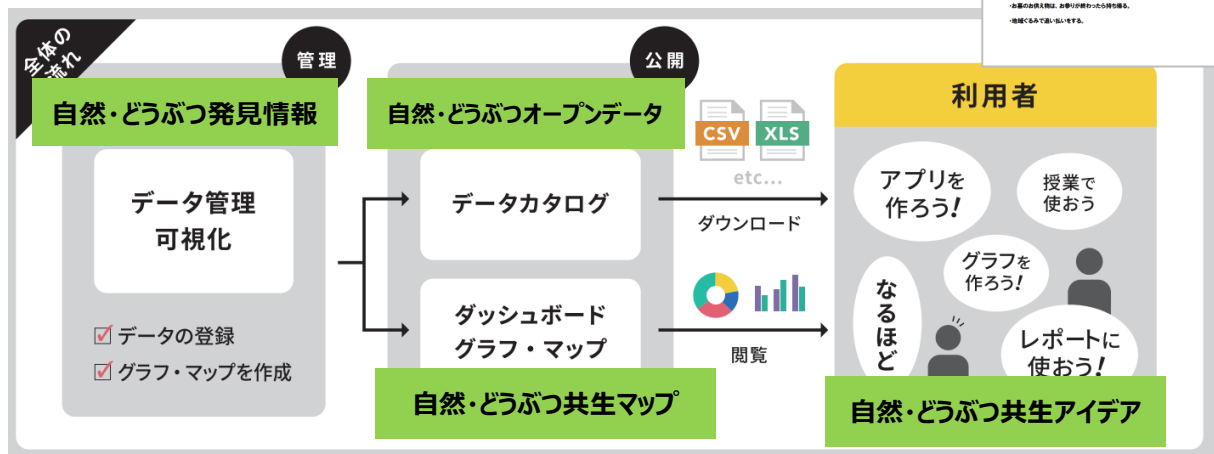 ・お墓のお供え物は、お参りが終わったら持ち帰る。
・地域ぐるみで追い払いをする。
全体の
流れ
管理
自然・どうぶつ発見情報
データ管理
可視化
データの登録
グラフ・マップを作成
公開
自然・どうぶつオープンデータ
データカタログ
ダッシュボード
グラフ・マップ
自然・どうぶつ共生マップ
CSV XLS
etc...
ダウンロード
閲覧
利用者
アプリを
作ろう!
授業で
使おう
グラフを
作ろう!
なるほど
レポートに
使おう!
自然・どうぶつ共生アイデア